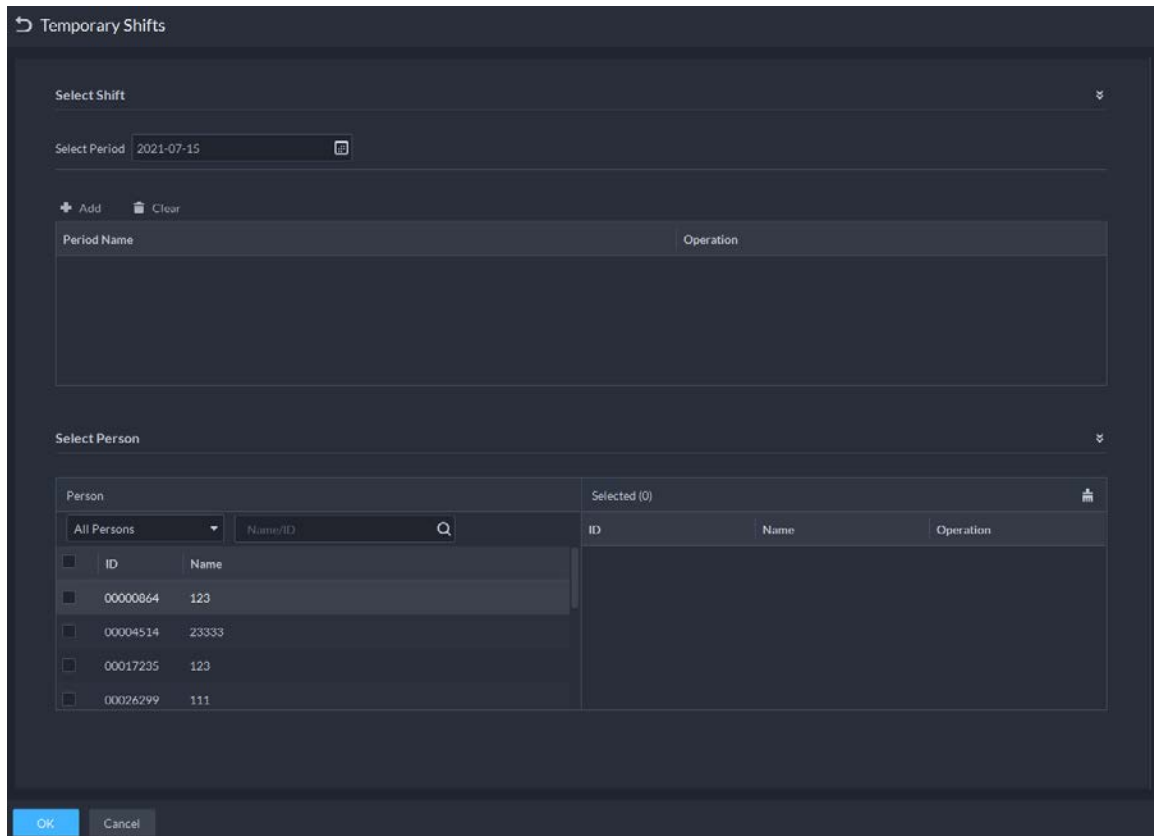 Temporary Shifts
Select Shift
Select Period 2021-07-15
Add Clear
Period Name Operation
Select Person
Person Selected (0)
All Persons Name/ID ID Name Operation
ID Name
00000864 123
00004514 23333
00017235 123
00026299 111
OK Cancel